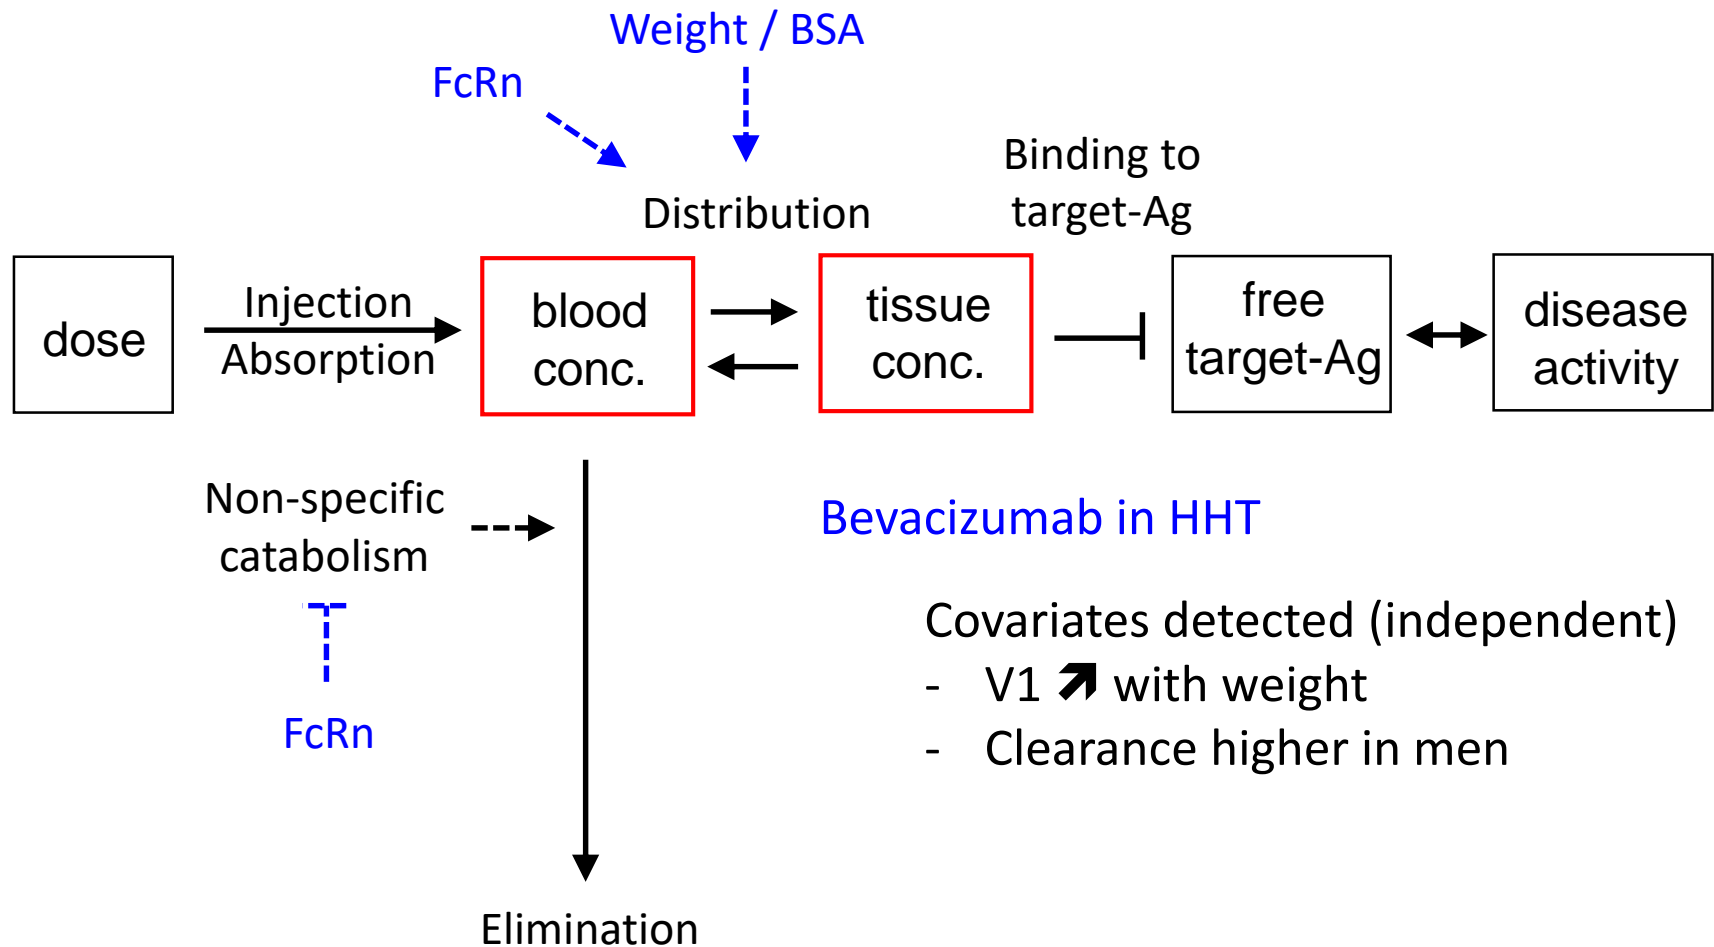 Weight / BSA
FcRn
Binding to
target-Ag
Distribution
dose
Injection
Absorption
blood
conc.
tissue
conc.
free
target-Ag
disease
activity
Non-specific
catabolism
FcRn
Elimination
Bevacizumab in HHT
Covariates detected (independent)
- V1 🡽 with weight
- Clearance higher in men